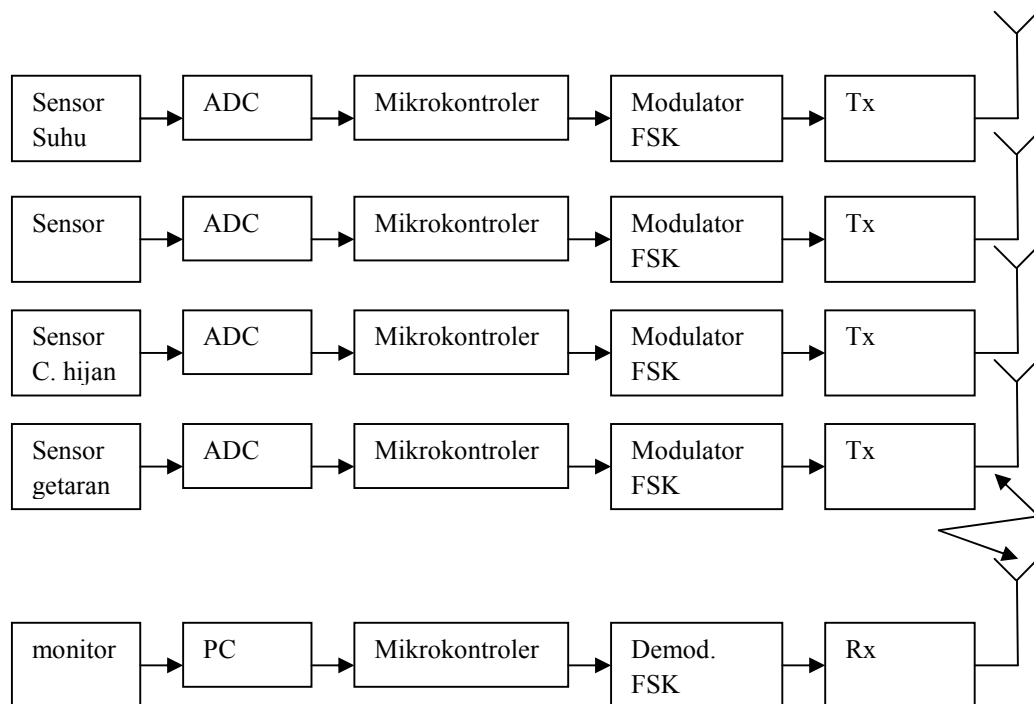 Sensor
Suhu
ADC
Mikrokontroler
Modulator
FSK
Tx
Sensor
ADC
Mikrokontroler
Modulator
FSK
Tx
Sensor
C. hijan
ADC
Mikrokontroler
Modulator
FSK
Tx
Sensor
getaran
ADC
Mikrokontroler
Modulator
FSK
Tx
monitor
PC
Mikrokontroler
Demod.
FSK
Rx